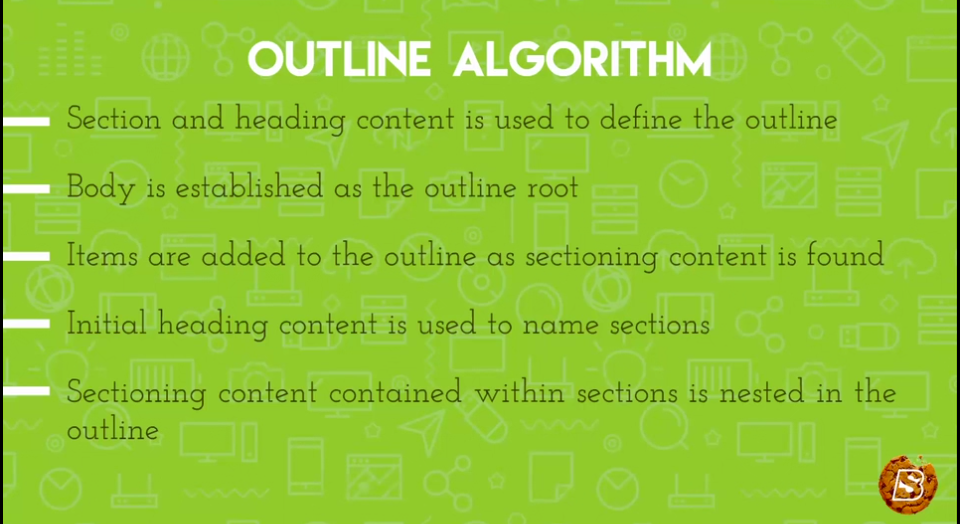 OUTLINE ALGORITHM
Section and heading content is used to define the outline
Body is established as the outline root
Items are added to the outline as sectioning content is found
Initial heading content is used to name sections
Sectioning content contained within sections is nested in the
outline
B